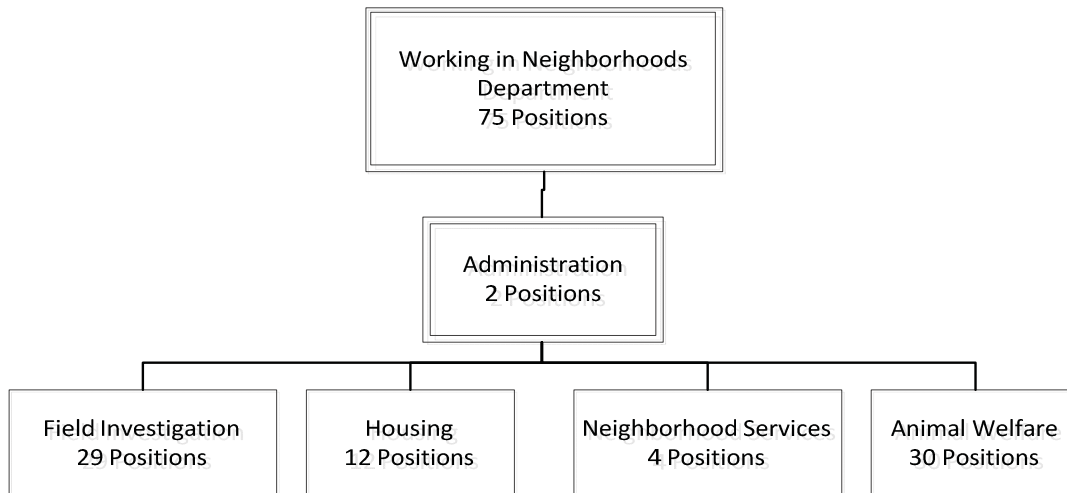 Working in Neighborhoods
Department
75 Positions
Administration
2 Positions
Field Investigation
29 Positions
Housing
12 Positions
Neighborhood Services
4 Positions
Animal Welfare
30 Positions